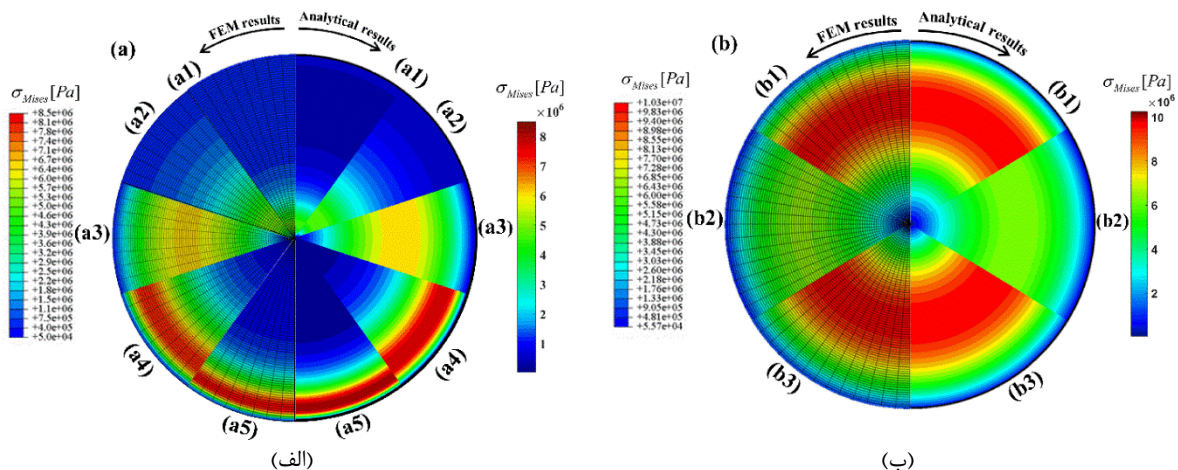 (a)
FEM results
Analytical results
(a1)
(a1)
(a2)
(a2)
(a3)
(a3)
(a4)
(a4)
(a5)
(a5)
σ_Mises [Pa]
+8.5e+06
+8.1e+06
+7.8e+06
+7.4e+06
+7.1e+06
+6.7e+06
+6.4e+06
+6.0e+06
+5.7e+06
+5.3e+06
+5.0e+06
+4.6e+06
+4.3e+06
+3.9e+06
+3.6e+06
+3.2e+06
+2.9e+06
+2.6e+06
+2.2e+06
+1.8e+06
+1.5e+06
+1.1e+06
+7.5e+05
+4.0e+05
+5.0e+04
σ_Mises [Pa]
×10⁶
8
7
6
5
4
3
2
1
(الف)
(b)
FEM results
Analytical results
(b1)
(b1)
(b2)
(b2)
(b3)
(b3)
σ_Mises [Pa]
+1.03e+07
+9.83e+06
+9.40e+06
+8.98e+06
+8.55e+06
+8.13e+06
+7.70e+06
+7.28e+06
+6.85e+06
+6.43e+06
+6.00e+06
+5.58e+06
+5.15e+06
+4.73e+06
+4.30e+06
+3.88e+06
+3.45e+06
+3.03e+06
+2.60e+06
+2.18e+06
+1.76e+06
+1.33e+06
+9.05e+05
+4.81e+05
+5.57e+04
σ_Mises [Pa]
×10⁶
10
8
6
4
2
(ب)